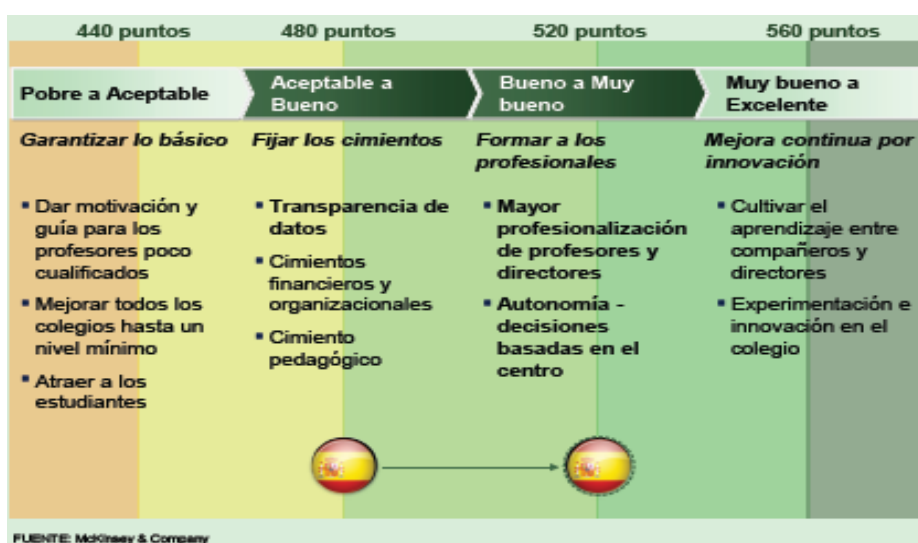 440 puntos
480 puntos
520 puntos
560 puntos
Pobre a Aceptable
Aceptable a
Bueno
Bueno a Muy
bueno
Muy bueno a
Excelente
Garantizar lo básico
Fijar los cimientos
Formar a los
profesionales
Mejora continua por
innovación
▪ Dar motivación y
guía para los
profesores poco
cualificados
▪ Mejorar todos los
colegios hasta un
nivel mínimo
▪ Atraer a los
estudiantes
▪ Transparencia de
datos
▪ Cimientos
financieros y
organizacionales
▪ Cimiento
pedagógico
▪ Mayor
profesionalización
de profesores y
directores
▪ Autonomía -
decisiones
basadas en el
centro
▪ Cultivar el
aprendizaje entre
compañeros y
directores
▪ Experimentación e
innovación en el
colegio
FUENTE: McKinsey & Company